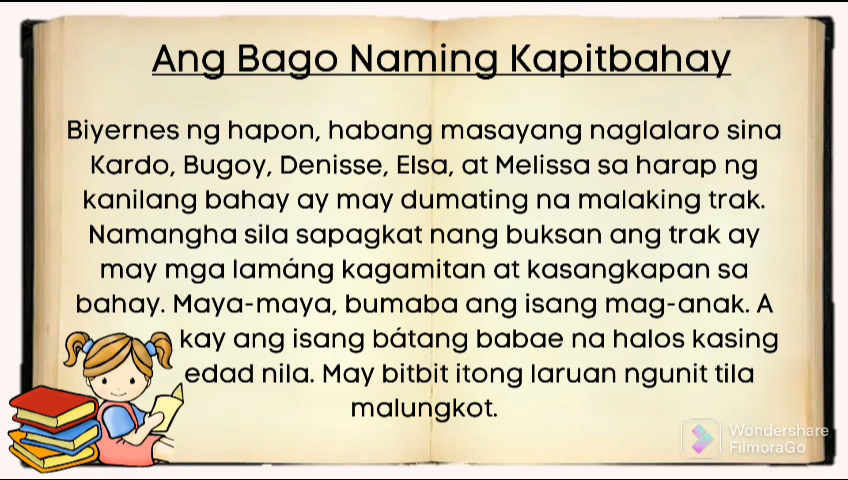 Ang Bago Naming Kapitbahay
Biyernes ng hapon, habang masayang naglalaro sina
Kardo, Bugoy, Denisse, Elsa, at Melissa sa harap ng
kanilang bahay ay may dumating na malaking trak.
Namangha sila sapagkat nang buksan ang trak ay
may mga lamáng kagamitan at kasangkapan sa
bahay. Maya-maya, bumaba ang isang mag-anak. A
kay ang isang bátang babae na halos kasing
edad nila. May bitbit itong laruan ngunit tila
malungkot.
Wondershare
FilmoraGo